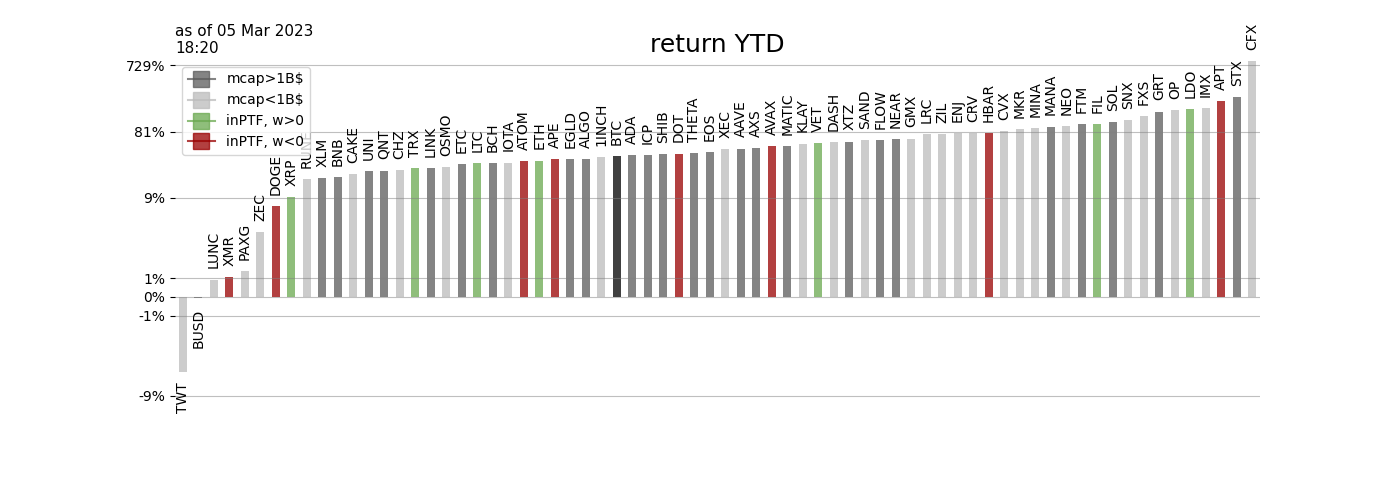 as of 05 Mar 2023
18:20
return YTD
729%
81%
9%
1%
0%
-1%
-9%
mcap>1B$
mcap<1B$
inPTF, w>0
inPTF, w<0
TWT
BUSD
LUNC
XMR
PAXG
ZEC
DOGE
XRP
RUNE
XLM
BNB
CAKE
UNI
QNT
CHZ
TRX
LINK
OSMO
ETC
LTC
BCH
IOTA
ATOM
ETH
APE
EGLD
ALGO
1INCH
BTC
ADA
ICP
SHIB
DOT
THETA
EOS
XEC
AAVE
AXS
AVAX
MATIC
KLAY
VET
DASH
XTZ
SAND
FLOW
NEAR
GMX
LRC
ZIL
ENJ
CRV
HBAR
CVX
MKR
MINA
MANA
NEO
FTM
FIL
SOL
SNX
FXS
GRT
OP
LDO
IMX
APT
STX
CFX